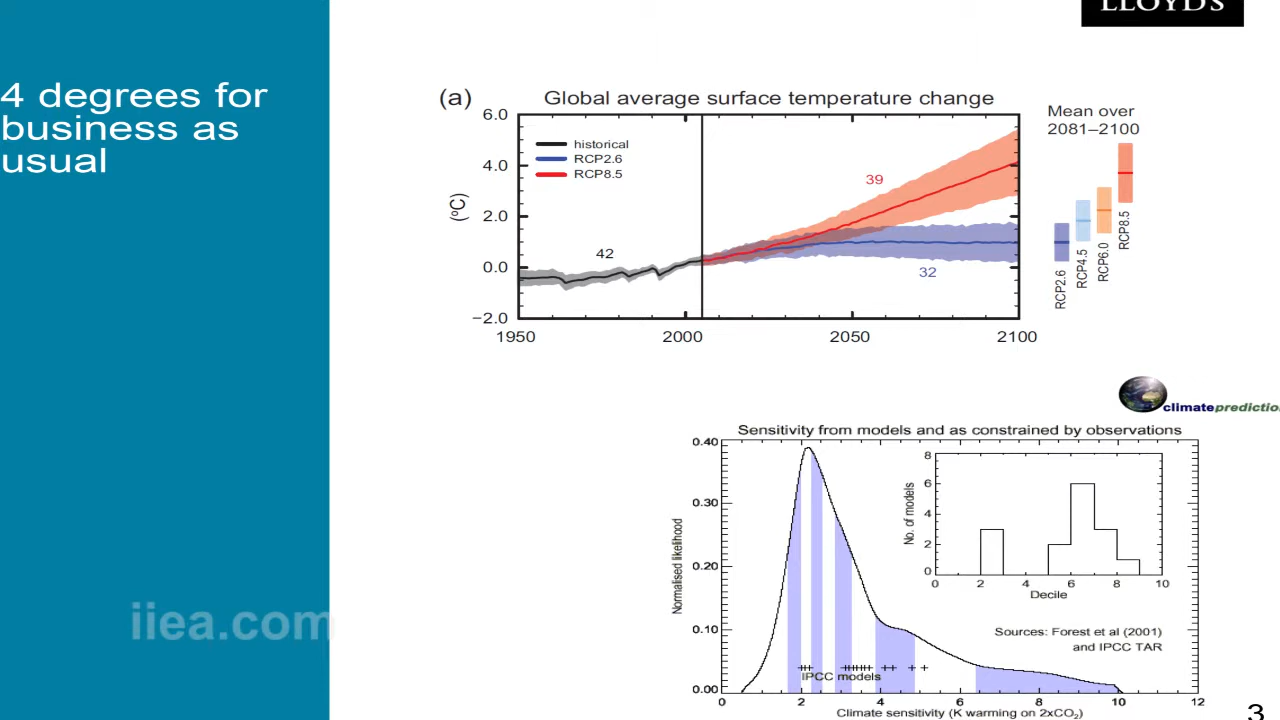 LLOYD'S
4 degrees for
business as
usual
(a)
Global average surface temperature change
Mean over
2081–2100
6.0
4.0
2.0
0.0
−2.0
(°C)
historical
RCP2.6
RCP8.5
39
42
32
1950
2000
2050
2100
RCP2.6
RCP4.5
RCP6.0
RCP8.5
climateprediction
Sensitivity from models and as constrained by observations
0.40
0.30
0.20
0.10
0.00
Normalised likelihood
8
6
4
2
0
No. of models
0 2 4 6 8 10
Decile
Sources: Forest et al (2001)
and IPCC TAR
IPCC models
0 2 4 6 8 10 12
Climate sensitivity (K warming on 2xCO₂)
iiea.com
3